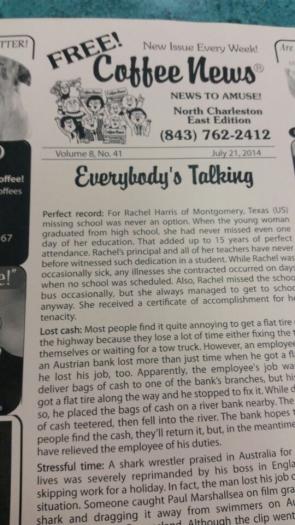 TTER!
FREE!
New Issue Every Week!
Are
Coffee News®
NEWS TO AMUSE!
North Charleston
East Edition
(843) 762-2412
Volume 8, No. 41 July 21, 2014
Everybody's Talking
offee!
offees
67
e!"
Perfect record: For Rachel Harris of Montgomery, Texas (US)
missing school was never an option. When the young woman
graduated from high school, she had never missed even one
day of her education. That added up to 15 years of perfect
attendance. Rachel's principal and all of her teachers have never
before witnessed such dedication in a student. While Rachel was
occasionally sick, any illnesses she contracted occurred on days
when no school was scheduled. Also, Rachel missed the school
bus occasionally, but she always managed to get to school
anyway. She received a certificate of accomplishment for he
tenacity.
Lost cash: Most people find it quite annoying to get a flat tire
the highway because they lose a lot of time either fixing the
themselves or waiting for a tow truck. However, an employee
an Austrian bank lost more than just time when he got a fl
he lost his job, too. Apparently, the employee's job wa
deliver bags of cash to one of the bank's branches, but hi
got a flat tire along the way and he stopped to fix it. While d
so, he placed the bags of cash on a river bank nearby. The
of cash teetered, then fell into the river. The bank hopes
people find the cash, they'll return it, but, in the meantime
have relieved the employee of his duties.
Stressful time: A shark wrestler praised in Australia for
lives was severely reprimanded by his boss in Engla
skipping work for a holiday. In fact, the man lost his job
situation. Someone caught Paul Marshallsea on film gra
shark and dragging it away from swimmers on Au
Although the clip went